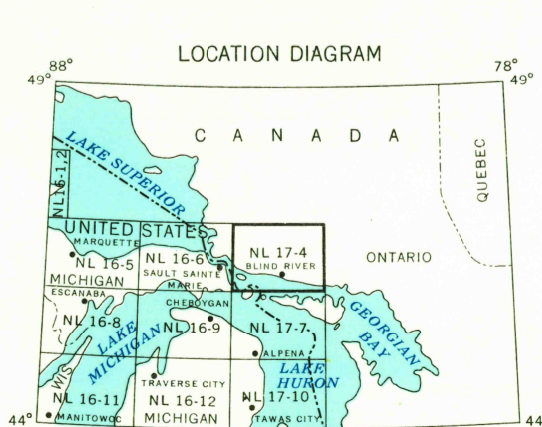 LOCATION DIAGRAM
88°
78°
49°
49°
CANADA
LAKE SUPERIOR
NL 16-1,2
QUEBEC
UNITED STATES
MARQUETTE
NL 16-5
MICHIGAN
NL 16-6
SAULT SAINTE
MARIE
NL 17-4
BLIND RIVER
ONTARIO
ESCANABA
NL 16-8
CHEBOYGAN
NL 16-9
NL 17-7
GEORGIAN
BAY
LAKE
MICHIGAN
ALPENA
LAKE
HURON
WIS
TRAVERSE CITY
NL 16-11
MANITOWOC
NL 16-12
MICHIGAN
NL 17-10
TAWAS CITY
44°
44